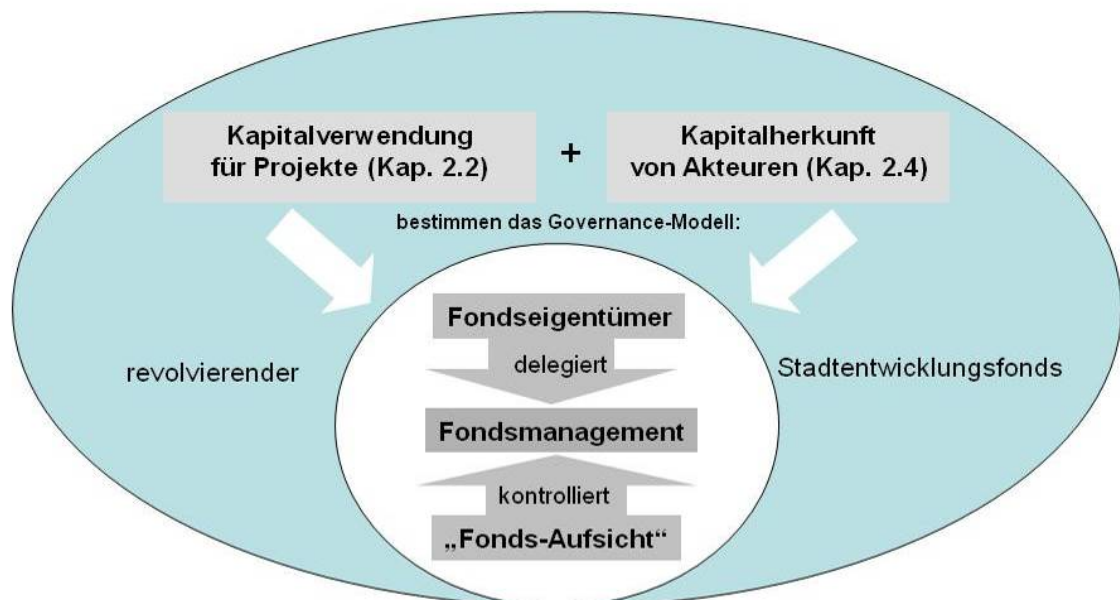 Kapitalverwendung
für Projekte (Kap. 2.2)
+
Kapitalherkunft
von Akteuren (Kap. 2.4)
bestimmen das Governance-Modell:
Fondseigentümer
delegiert
revolvierender
Stadtentwicklungsfonds
Fondsmanagement
kontrolliert
„Fonds-Aufsicht“